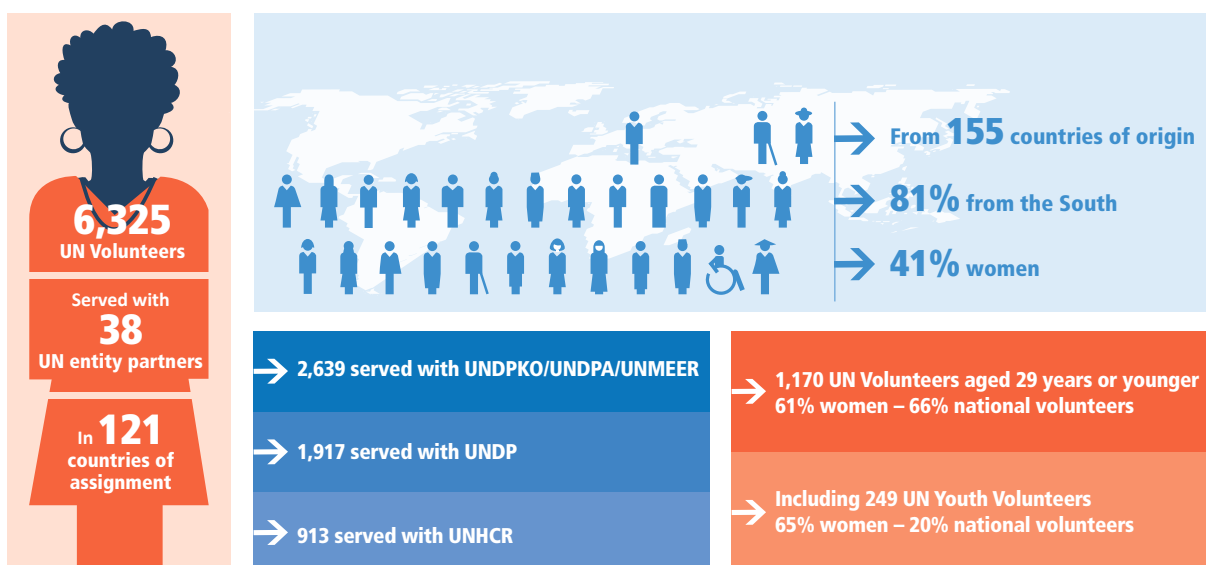 6,325
UN Volunteers
Served with
38
UN entity partners
In 121
countries of
assignment
From 155 countries of origin
81% from the South
41% women
2,639 served with UNDPKO/UNDPA/UNMEER
1,917 served with UNDP
913 served with UNHCR
1,170 UN Volunteers aged 29 years or younger
61% women – 66% national volunteers
Including 249 UN Youth Volunteers
65% women – 20% national volunteers